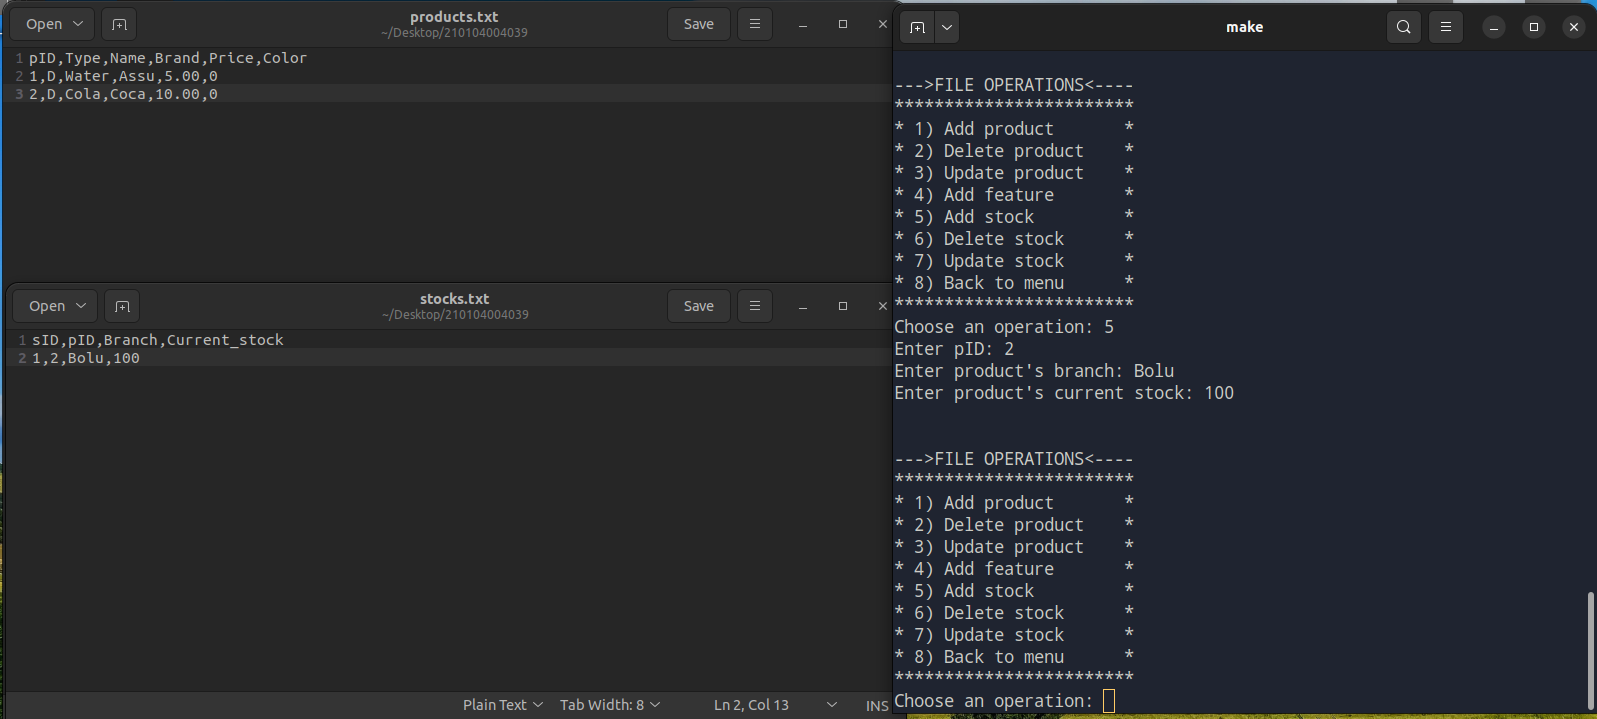 Open
products.txt
~/Desktop/210104004039
Save
1 pID,Type,Name,Brand,Price,Color
2 1,D,Water,Assu,5.00,0
3 2,D,Cola,Coca,10.00,0
Open
stocks.txt
~/Desktop/210104004039
Save
1 sID,pID,Branch,Current_stock
2 1,2,Bolu,100
Plain Text
Tab Width: 8
Ln 2, Col 13
INS
make
--->FILE OPERATIONS<----
************************
* 1) Add product       *
* 2) Delete product    *
* 3) Update product    *
* 4) Add feature       *
* 5) Add stock         *
* 6) Delete stock      *
* 7) Update stock      *
* 8) Back to menu      *
************************
Choose an operation: 5
Enter pID: 2
Enter product's branch: Bolu
Enter product's current stock: 100
--->FILE OPERATIONS<----
************************
* 1) Add product       *
* 2) Delete product    *
* 3) Update product    *
* 4) Add feature       *
* 5) Add stock         *
* 6) Delete stock      *
* 7) Update stock      *
* 8) Back to menu      *
************************
Choose an operation: